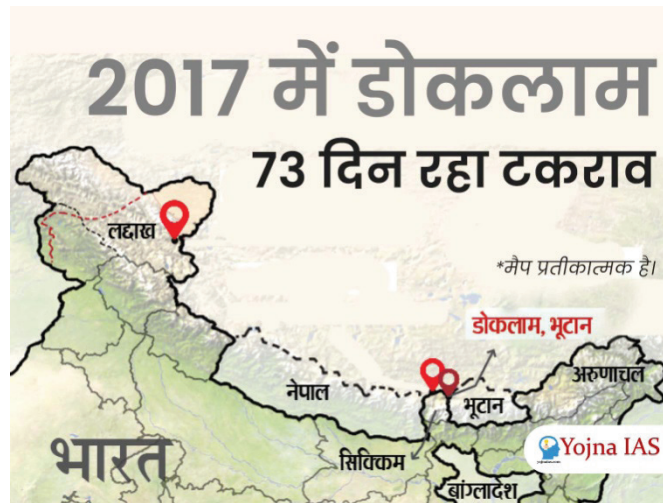 2017 में डोकलाम
73 दिन रहा टकराव
लद्दाख
*मैप प्रतीकात्मक है।
डोकलाम, भूटान
नेपाल
भूटान
अरुणाचल
भारत
सिक्किम
बांग्लादेश
Yojna IAS